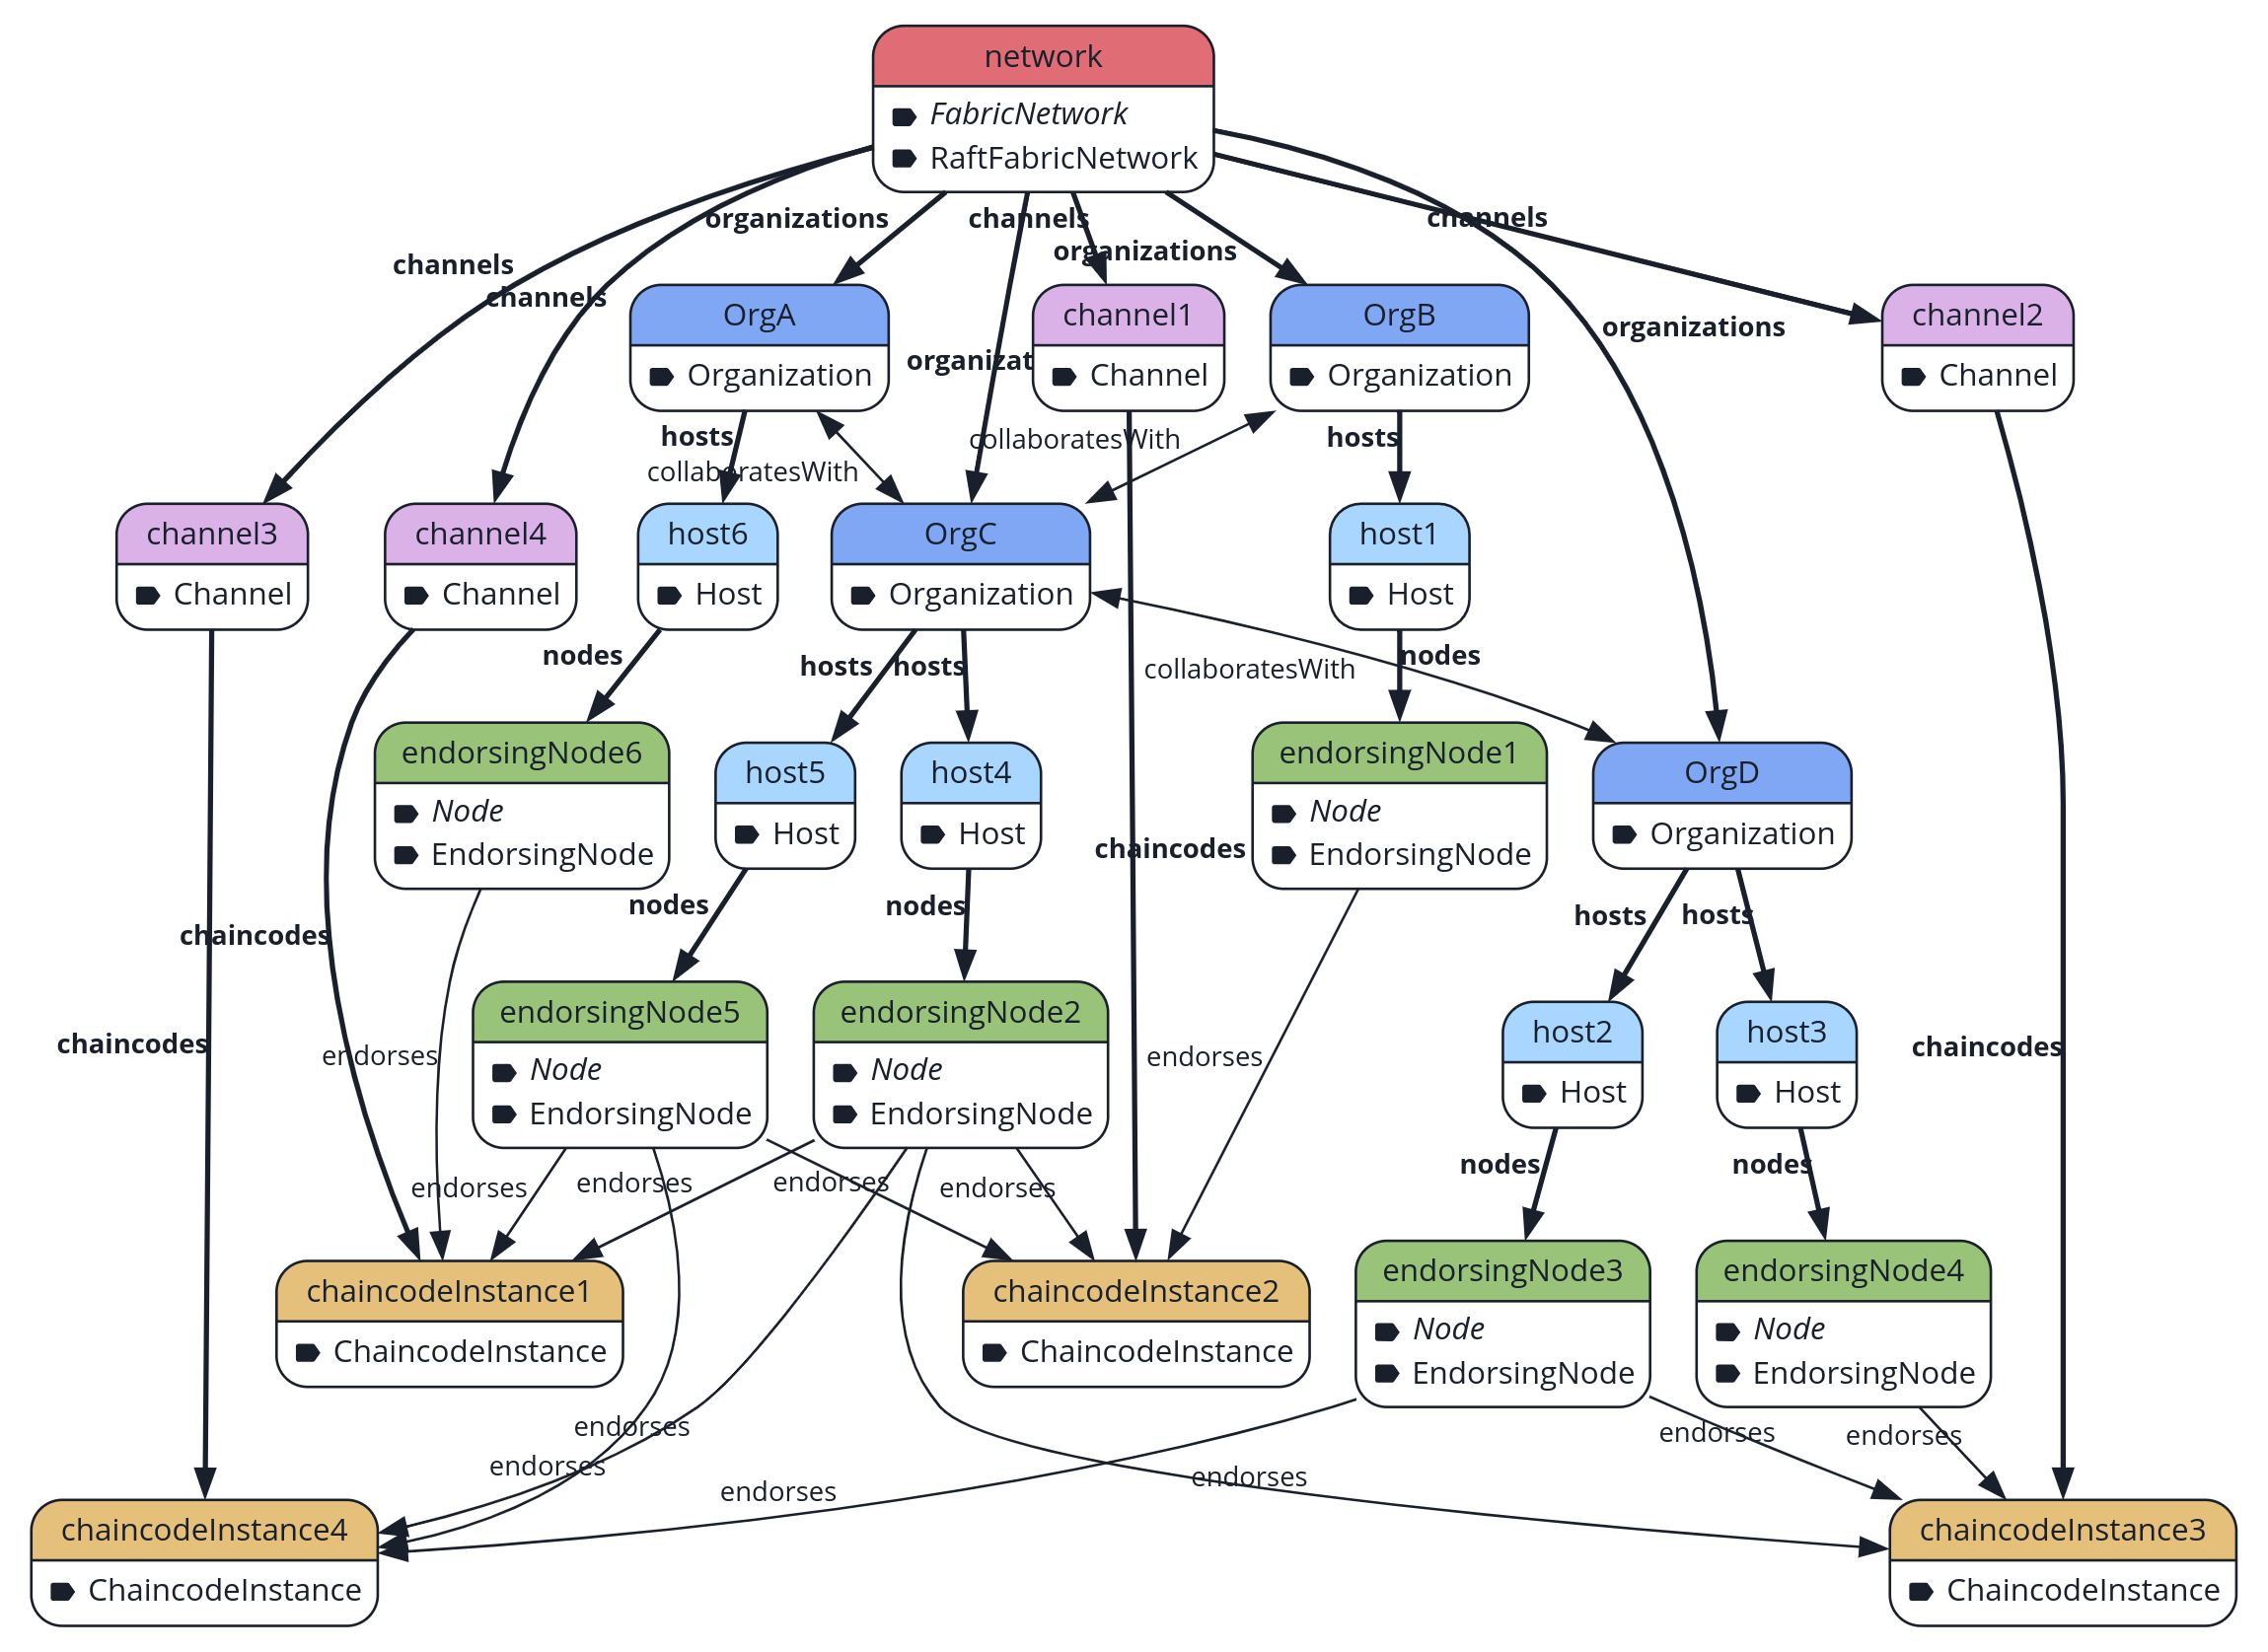 network
FabricNetwork
RaftFabricNetwork
organizations
channels
channels
organizations
channels
channels
organizations
OrgA
Organization
channel1
Channel
OrgB
Organization
channel2
Channel
organizat
hosts
collaboratesWith
collaboratesWith
hosts
channel3
Channel
channel4
Channel
host6
Host
OrgC
Organization
host1
Host
nodes
hosts
hosts
collaboratesWith
nodes
endorsingNode6
Node
EndorsingNode
host5
Host
host4
Host
endorsingNode1
Node
EndorsingNode
OrgD
Organization
chaincodes
nodes
nodes
hosts
hosts
chaincodes
endorsingNode5
Node
EndorsingNode
endorsingNode2
Node
EndorsingNode
host2
Host
host3
Host
chaincodes
endorses
endorses
chaincodes
endorses
endorses
endorses
endorses
nodes
nodes
chaincodeInstance1
ChaincodeInstance
chaincodeInstance2
ChaincodeInstance
endorsingNode3
Node
EndorsingNode
endorsingNode4
Node
EndorsingNode
endorses
endorses
endorses
endorses
endorses
endorses
chaincodeInstance4
ChaincodeInstance
chaincodeInstance3
ChaincodeInstance